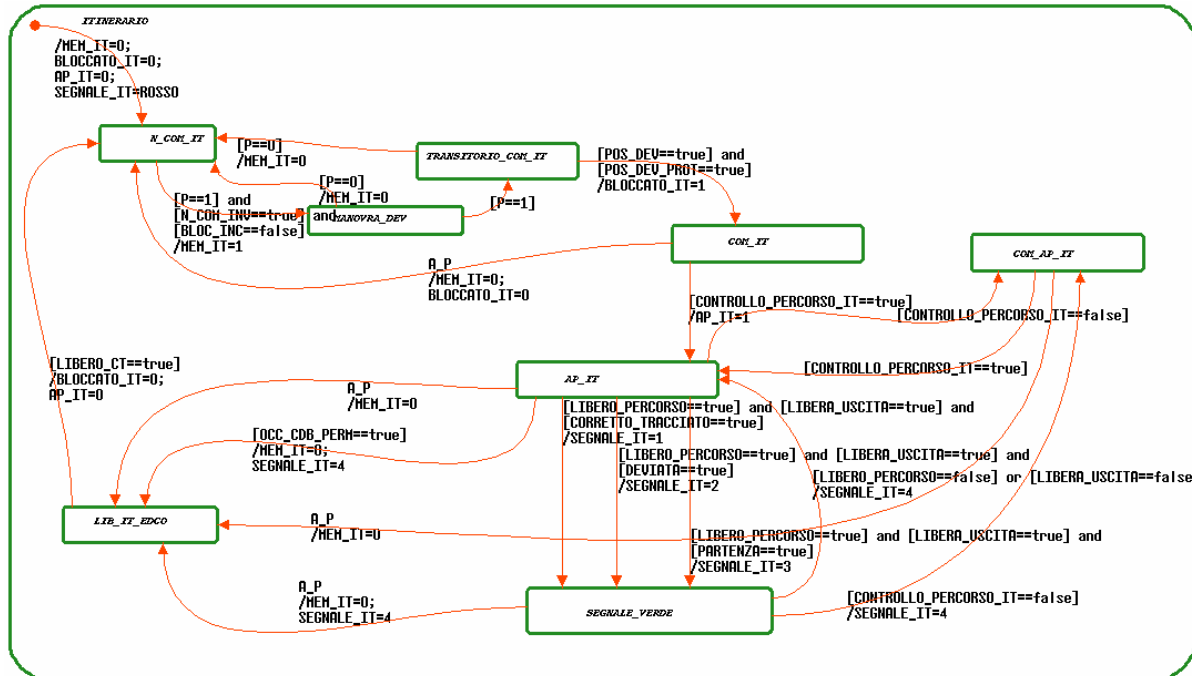 ITINERARIO
/MEM_IT=0;
BLOCCATO_IT=0;
AP_IT=0;
SEGNALE_IT=ROSSO
N_COM_IT
[P==U]
/MEM_IT=0
TRANSITORIO_COM_IT
[POS_DEV==true] and
[POS_DEV_PROT==true]
/BLOCCATO_IT=1
[P==0]
/MEM_IT=0
[P==1] and
[N_COM_INV==true] and
[BLOC_INC==false]
/MEM_IT=1
MANOVRA_DEV
[P==1]
COM_IT
COM_AP_IT
A_P
/MEM_IT=0;
BLOCCATO_IT=0
[CONTROLLO_PERCORSO_IT==true]
/AP_IT=1
[CONTROLLO_PERCORSO_IT==false]
[LIBERO_CT==true]
/BLOCCATO_IT=0;
AP_IT=0
AP_IT
[CONTROLLO_PERCORSO_IT==true]
A_P
/MEM_IT=0
[LIBERO_PERCORSO==true] and [LIBERA_USCITA==true] and
[CORRETTO_TRACCIATO==true]
/SEGNALE_IT=1
[OCC_CDB_PERM==true]
/MEM_IT=0;
SEGNALE_IT=4
[LIBERO_PERCORSO==true] and [LIBERA_USCITA==true] and
[DEVIATA==true]
/SEGNALE_IT=2
[LIBERO_PERCORSO==false] or [LIBERA_USCITA==false
/SEGNALE_IT=4
LIB_IT_EDCO
A_P
/MEM_IT=0
[LIBERO_PERCORSO==true] and [LIBERA_USCITA==true] and
[PARTENZA==true]
/SEGNALE_IT=3
A_P
/MEM_IT=0;
SEGNALE_IT=4
SEGNALE_VERDE
[CONTROLLO_PERCORSO_IT==false]
/SEGNALE_IT=4